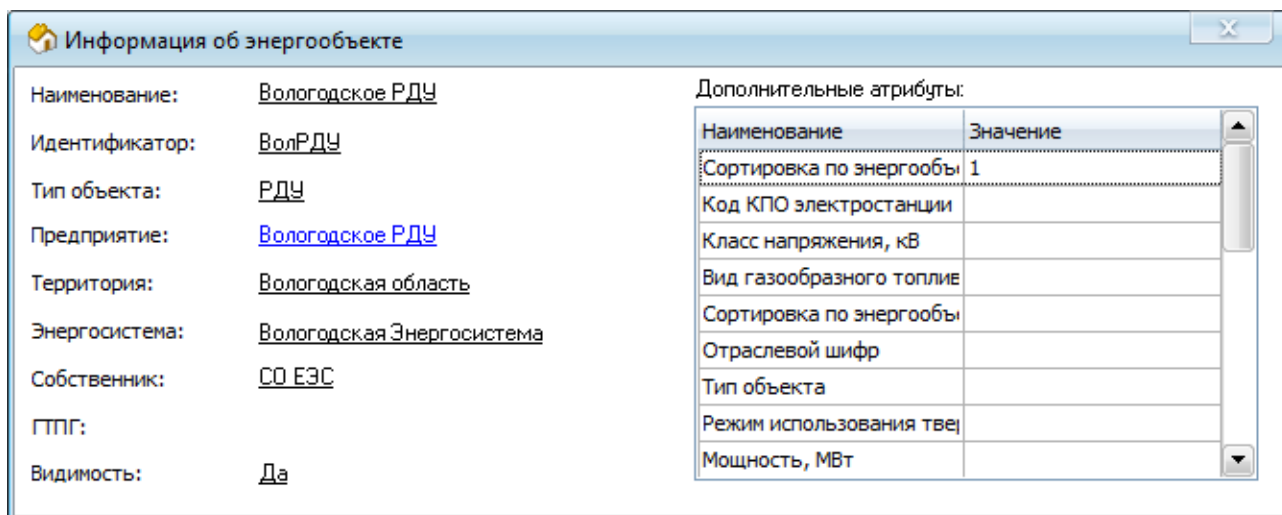 Информация об энергообъекте
Наименование: Вологодское РДУ
Идентификатор: ВолРДУ
Тип объекта: РДУ
Предприятие: Вологодское РДУ
Территория: Вологодская область
Энергосистема: Вологодская Энергосистема
Собственник: СО ЕЭС
ГТПГ:
Видимость: Да
Дополнительные атрибуты:
Наименование Значение
Сортировка по энергообъ 1
Код КПО электростанции
Класс напряжения, кВ
Вид газообразного топлив
Сортировка по энергообъ
Отраслевой шифр
Тип объекта
Режим использования твер
Мощность, МВт